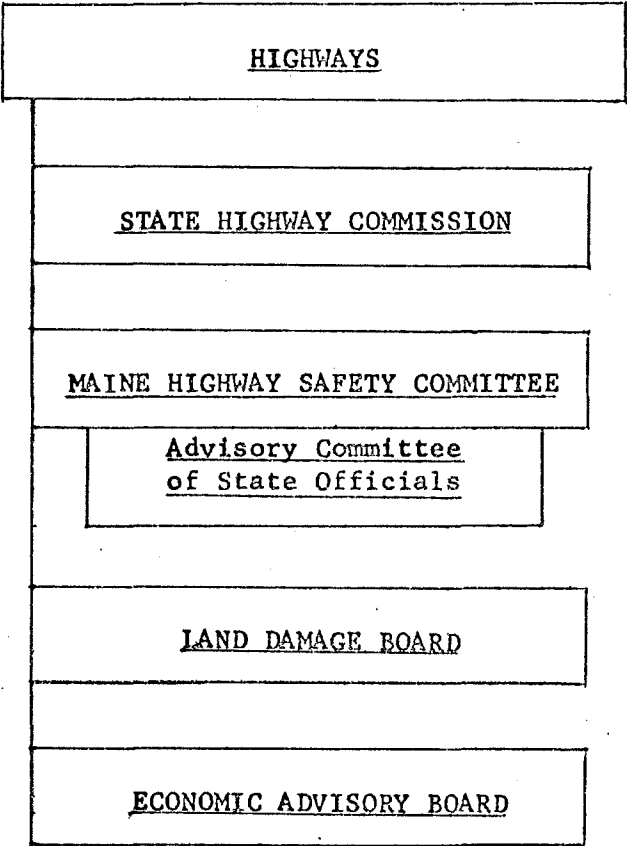 HIGHWAYS
STATE HIGHWAY COMMISSION
MAINE HIGHWAY SAFETY COMMITTEE
Advisory Committee
of State Officials
LAND DAMAGE BOARD
ECONOMIC ADVISORY BOARD